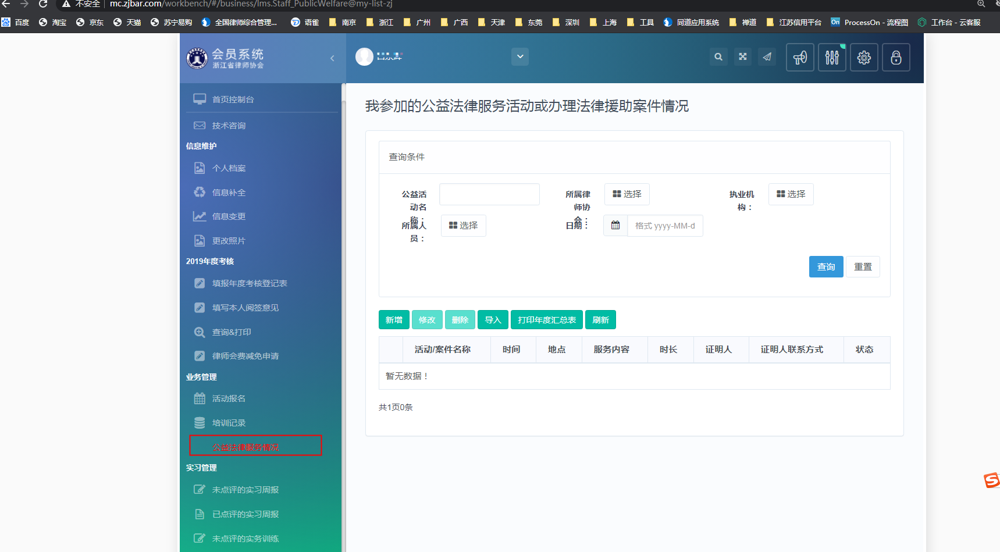 不安全 mc.zjbar.com/workbench/#/business/lms.Staff_PublicWelfare@my-list-zj
百度 淘宝 京东 天猫 苏宁易购 全国律师综合管理... 语雀 南京 浙江 广州 广西 天津 东莞 深圳 上海 工具 同道应用系统 禅道 江苏信用平台 On ProcessOn - 流程图 工作台 - 云客服
会员系统
浙江省律师协会
首页控制台
技术咨询
信息维护
个人档案
信息补全
信息变更
更改照片
2019年度考核
填报年度考核登记表
填写本人阅签意见
查询&打印
律师会费减免申请
业务管理
活动报名
培训记录
公益法律服务情况
实习管理
未点评的实习周报
已点评的实习周报
未点评的实务训练
我参加的公益法律服务活动或办理法律援助案件情况
查询条件
公益活
动名
称：
所属律
师协
会：
选择
执业机
构：
选择
所属人
员：
选择
日期：
格式 yyyy-MM-d
查询 重置
新增 修改 删除 导入 打印年度汇总表 刷新
活动/案件名称 时间 地点 服务内容 时长 证明人 证明人联系方式 状态
暂无数据！
共1页0条